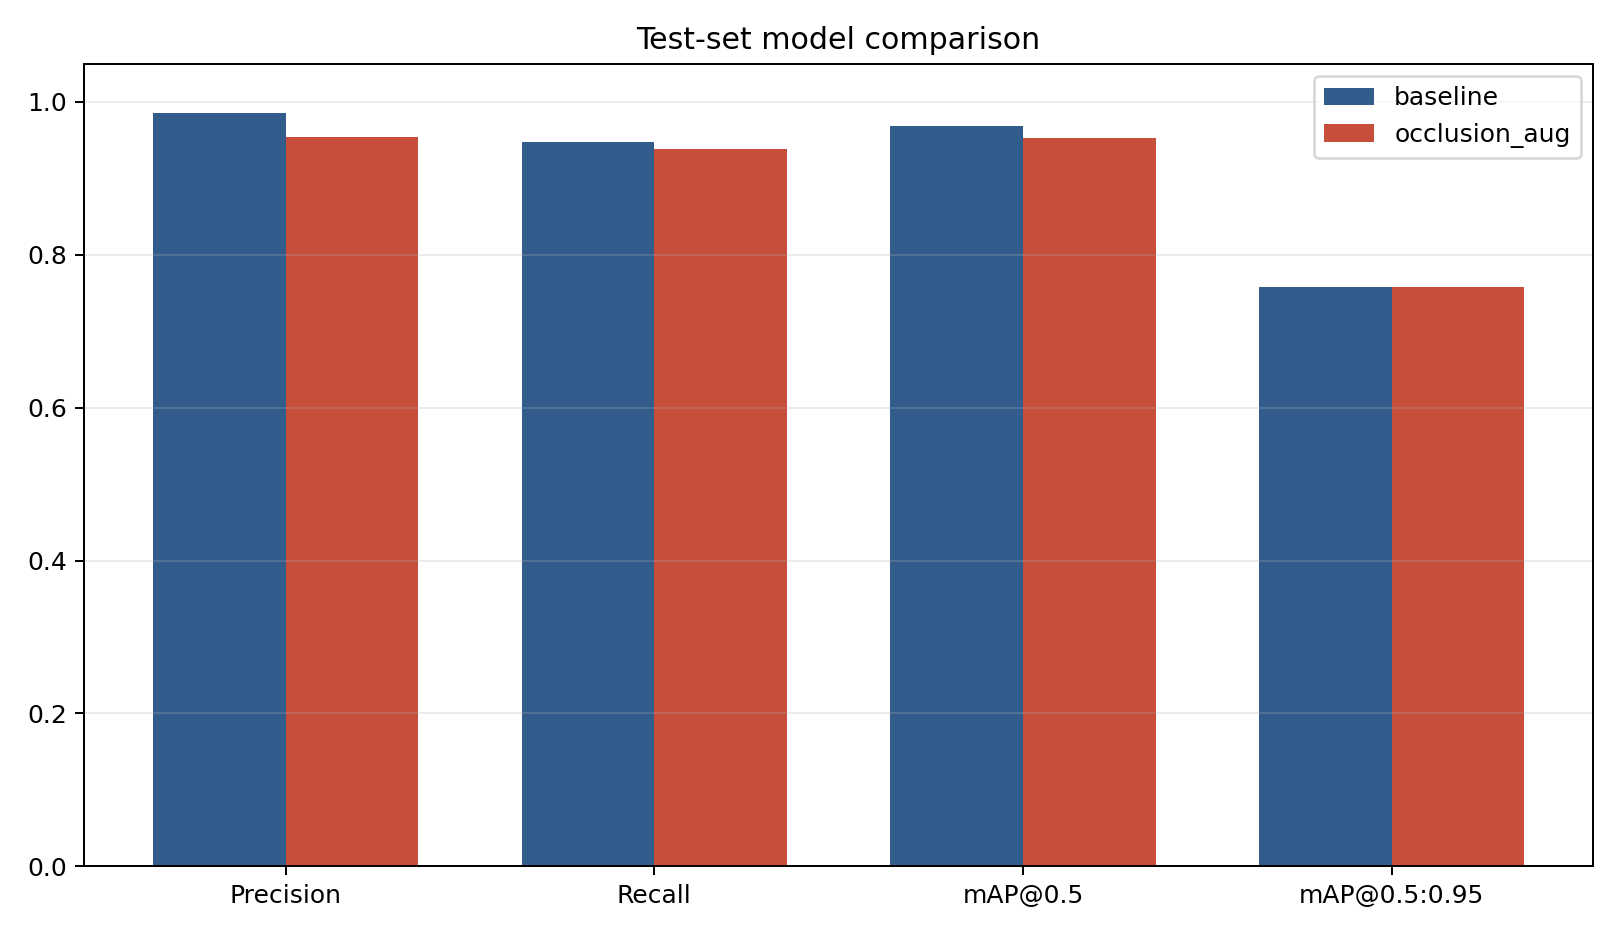 Test-set model comparison
baseline
occlusion_aug
1.0
0.8
0.6
0.4
0.2
0.0
Precision
Recall
mAP@0.5
mAP@0.5:0.95